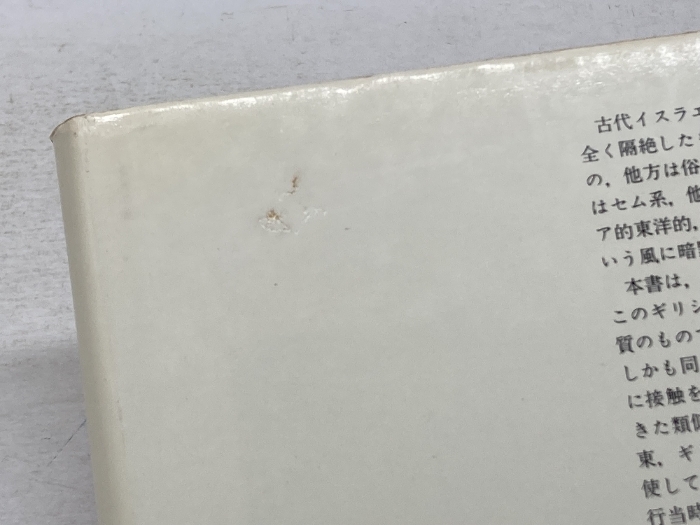 古代イスラエ
全く隔絶した
の，他方は俗
はセム系，他
ア的東洋的，
いう風に暗
本書は，
このギリシ
質のもの
しかも同
に接触を
きた類
東，ギ
使して
行当時